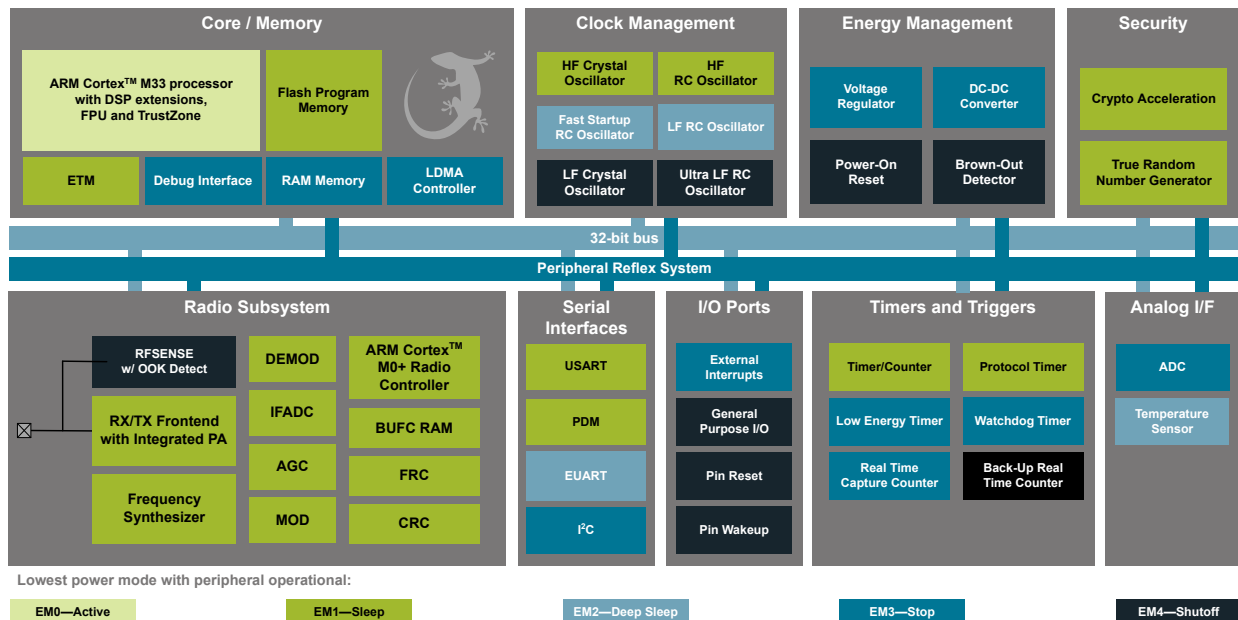 Core / Memory
ARM Cortex™ M33 processor
with DSP extensions,
FPU and TrustZone
Flash Program
Memory
ETM
Debug Interface
RAM Memory
LDMA
Controller
Clock Management
HF Crystal
Oscillator
HF
RC Oscillator
Fast Startup
RC Oscillator
LF RC Oscillator
LF Crystal
Oscillator
Ultra LF RC
Oscillator
Energy Management
Voltage
Regulator
DC-DC
Converter
Power-On
Reset
Brown-Out
Detector
Security
Crypto Acceleration
True Random
Number Generator
32-bit bus
Peripheral Reflex System
Radio Subsystem
RFSENSE
w/ OOK Detect
RX/TX Frontend
with Integrated PA
Frequency
Synthesizer
DEMOD
IFADC
AGC
MOD
ARM Cortex™
M0+ Radio
Controller
BUFC RAM
FRC
CRC
Serial
Interfaces
USART
PDM
EUART
I²C
I/O Ports
External
Interrupts
General
Purpose I/O
Pin Reset
Pin Wakeup
Timers and Triggers
Timer/Counter
Protocol Timer
Low Energy Timer
Watchdog Timer
Real Time
Capture Counter
Back-Up Real
Time Counter
Analog I/F
ADC
Temperature
Sensor
Lowest power mode with peripheral operational:
EM0—Active
EM1—Sleep
EM2—Deep Sleep
EM3—Stop
EM4—Shutoff